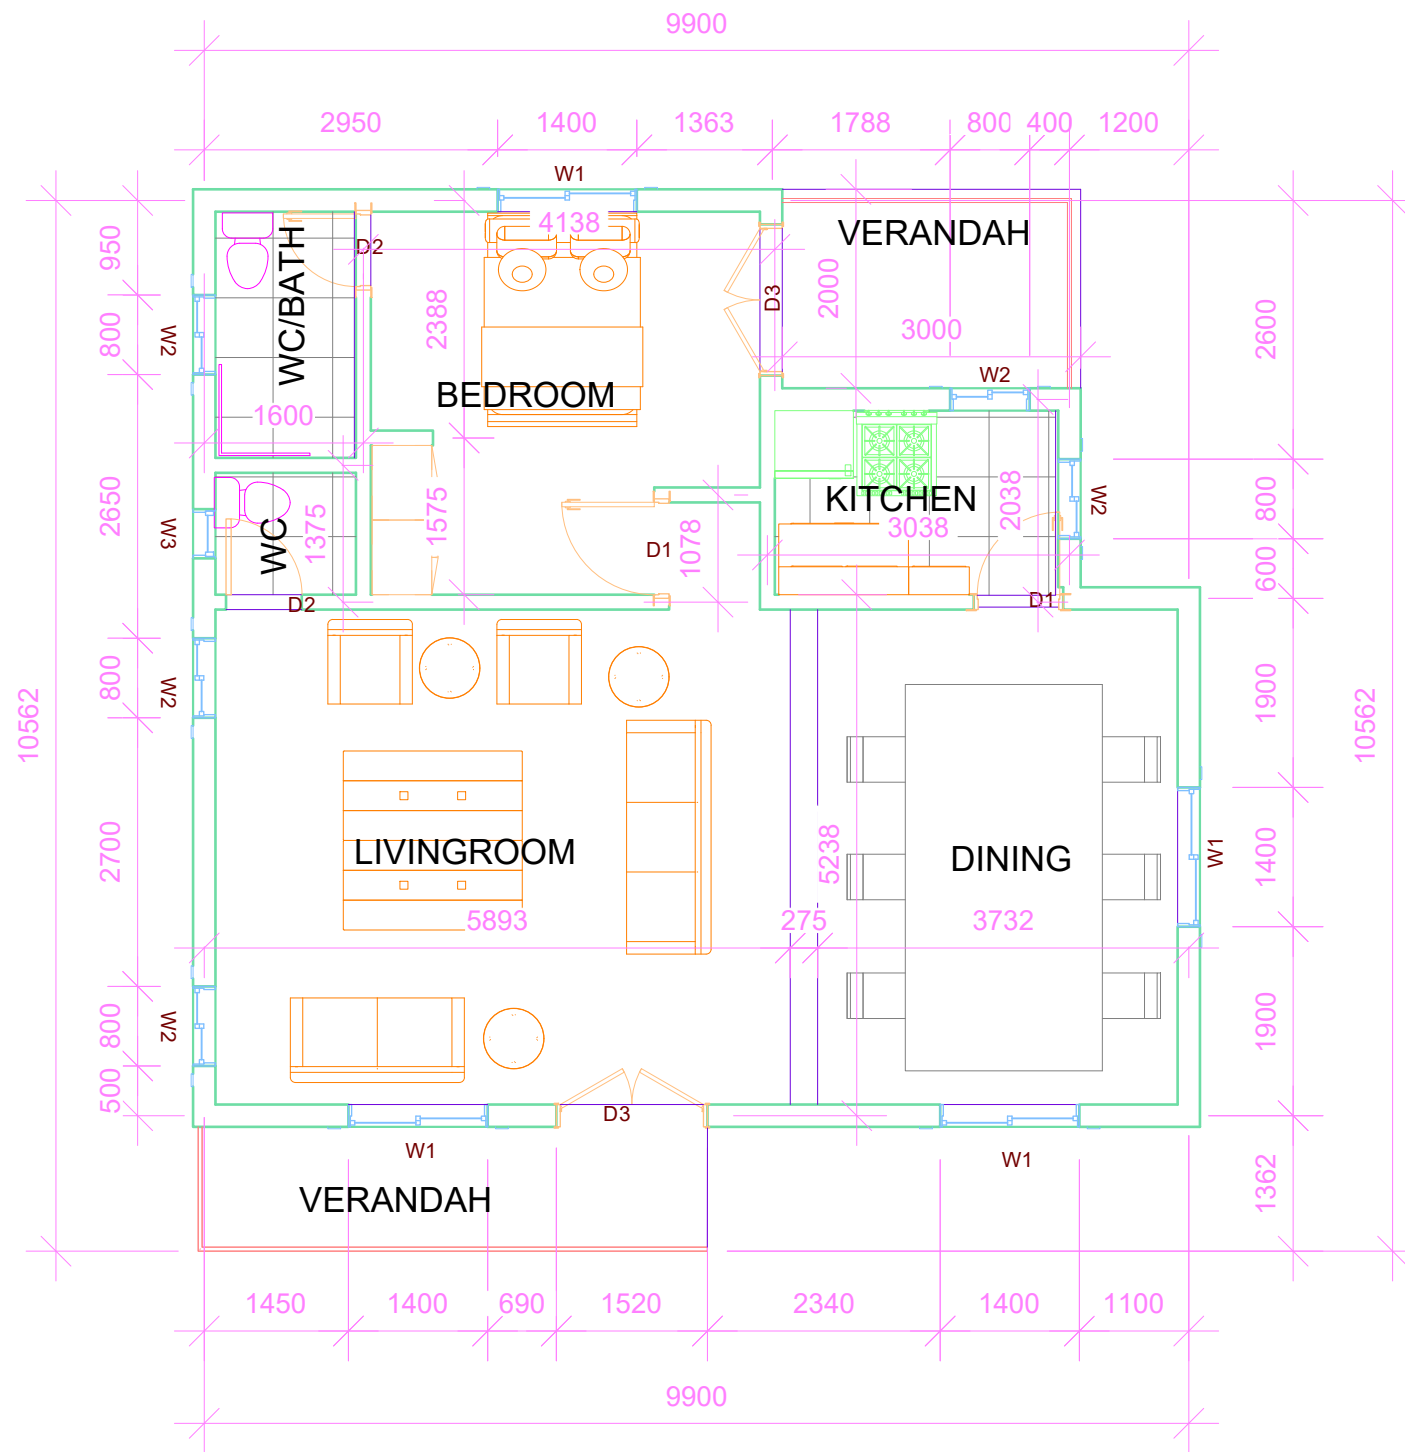 9900
2950 1400 1363 1788 800 400 1200
W1
4138
VERANDAH
D2
950
WC/BATH
2388
D3
2000
2600
3000
W2
800
W2
BEDROOM
1600
KITCHEN
3038
2038
W2
800
2650
W3
WC
1375
1575
D1
1078
600
D2
D1
10562
800
W2
1900
10562
2700
LIVINGROOM
5238
DINING
W1
1400
5893
275
3732
800
W2
1900
500
D3
W1
W1
VERANDAH
1362
1450 1400 690 1520 2340 1400 1100
9900